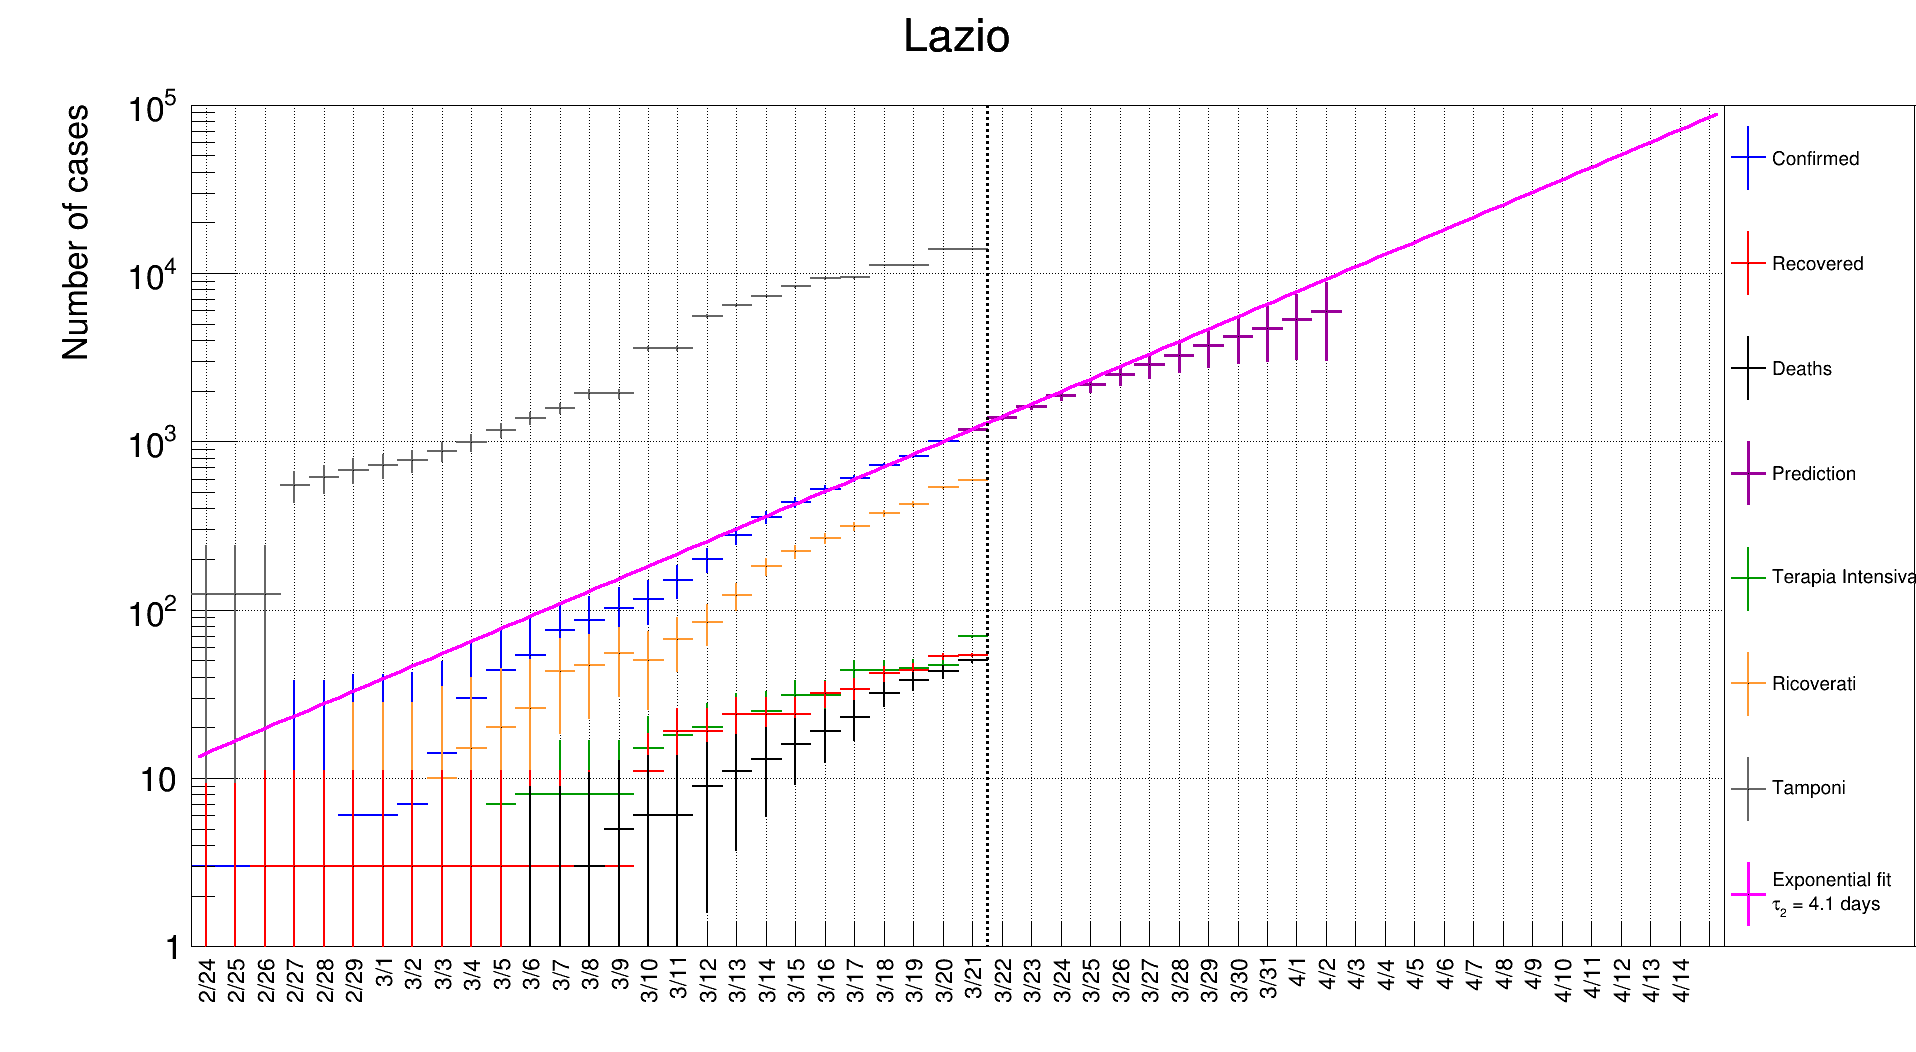 Lazio
Number of cases
10^5
10^4
10^3
10^2
10
1
2/24 2/25 2/26 2/27 2/28 2/29 3/1 3/2 3/3 3/4 3/5 3/6 3/7 3/8 3/9 3/10 3/11 3/12 3/13 3/14 3/15 3/16 3/17 3/18 3/19 3/20 3/21 3/22 3/23 3/24 3/25 3/26 3/27 3/28 3/29 3/30 3/31 4/1 4/2 4/3 4/4 4/5 4/6 4/7 4/8 4/9 4/10 4/11 4/12 4/13 4/14
Confirmed
Recovered
Deaths
Prediction
Terapia Intensiva
Ricoverati
Tamponi
Exponential fit
τ_2 = 4.1 days